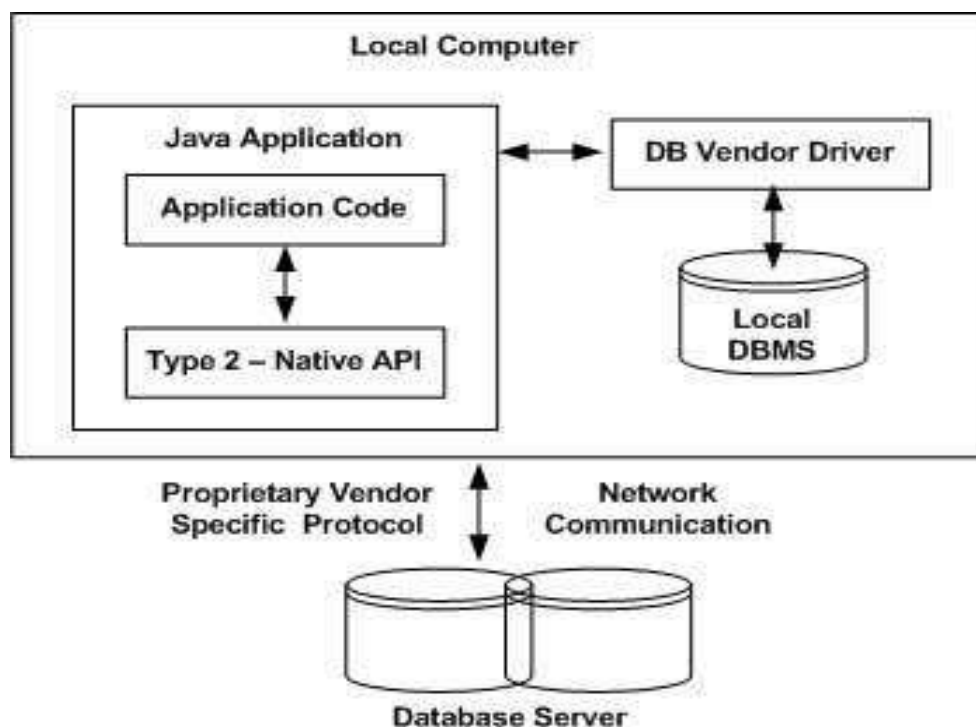 Local Computer
Java Application
DB Vendor Driver
Application Code
Local
DBMS
Type 2 – Native API
Proprietary Vendor
Specific Protocol
Network
Communication
Database Server